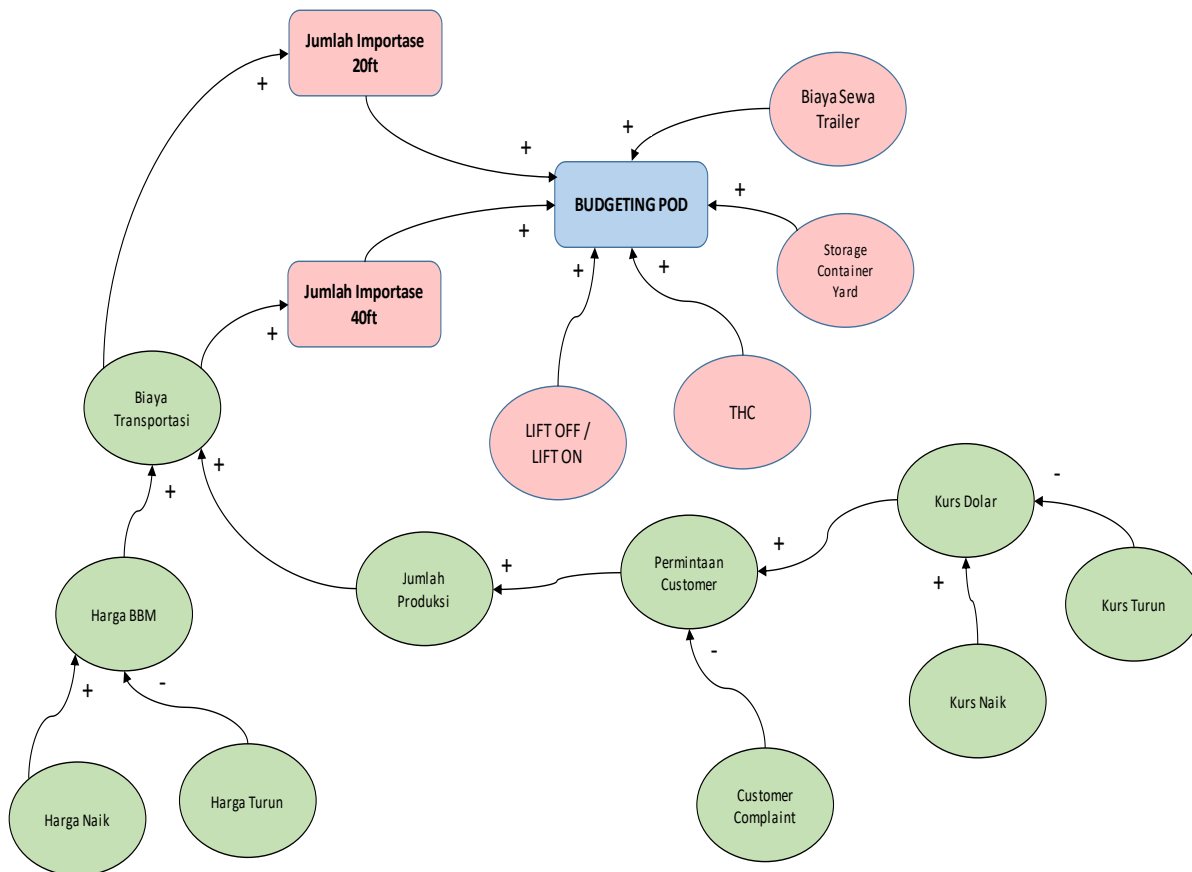 Jumlah Importase
20ft
+
Biaya Sewa
Trailer
+
+
BUDGETING POD
+
Storage
Container
Yard
+
Jumlah Importase
40ft
+
+
+
Biaya
Transportasi
LIFT OFF /
LIFT ON
THC
+
+
Kurs Dolar
-
Harga BBM
Jumlah
Produksi
+
Permintaan
Customer
+
+
Kurs Turun
Kurs Naik
+
-
-
Harga Naik
Harga Turun
Customer
Complaint